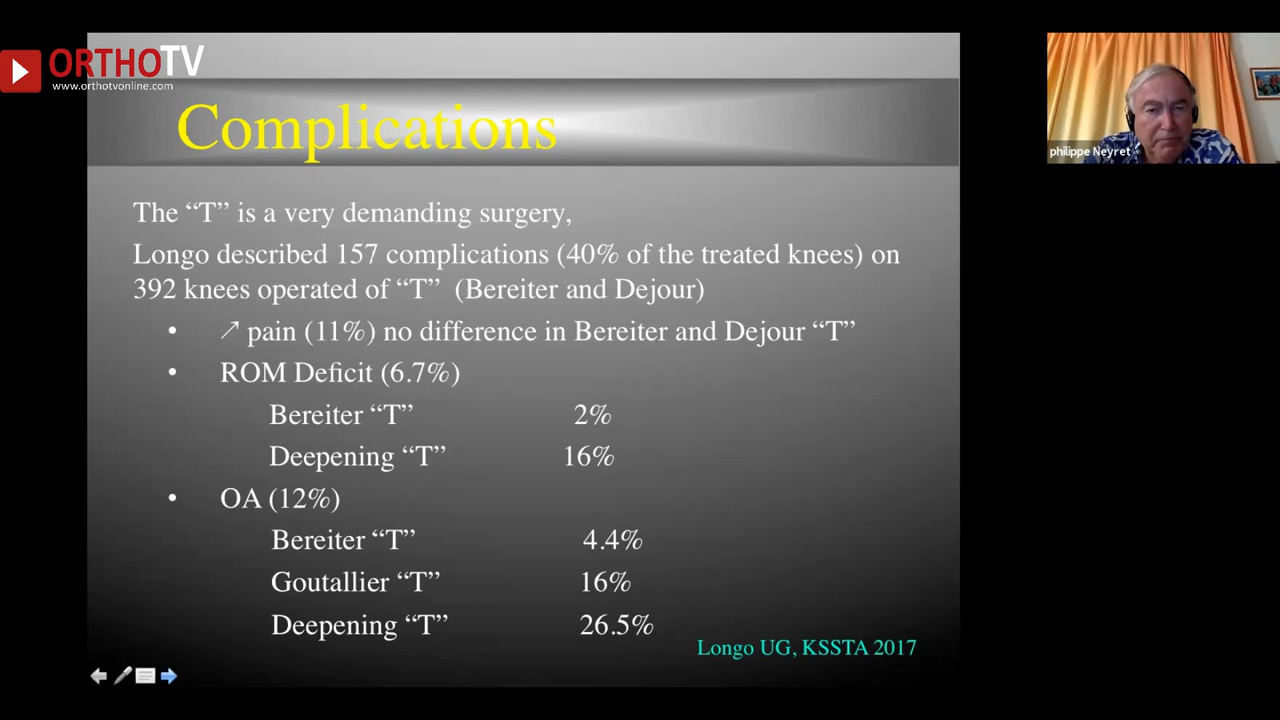 ORTHOTV
www.orthotvonline.com
Complications
philippe Neyret
The “T” is a very demanding surgery,
Longo described 157 complications (40% of the treated knees) on
392 knees operated of “T” (Bereiter and Dejour)
• ↗ pain (11%) no difference in Bereiter and Dejour “T”
• ROM Deficit (6.7%)
Bereiter “T” 2%
Deepening “T” 16%
• OA (12%)
Bereiter “T” 4.4%
Goutallier “T” 16%
Deepening “T” 26.5%
Longo UG, KSSTA 2017